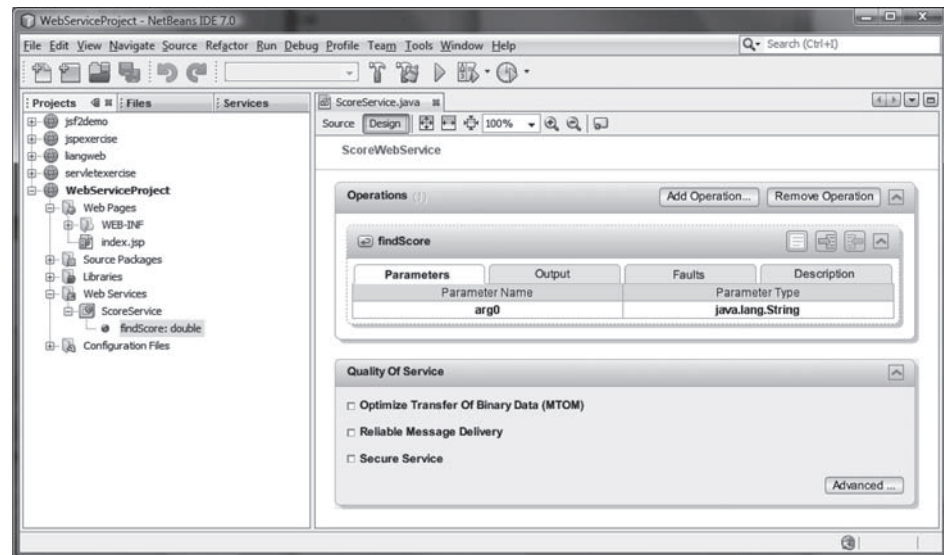 WebServiceProject - NetBeans IDE 7.0
File Edit View Navigate Source Refactor Run Debug Profile Team Tools Window Help
Search (Ctrl+I)
Projects
Files
Services
jsf2demo
jspexercise
liangweb
servletexercise
WebServiceProject
Web Pages
WEB-INF
index.jsp
Source Packages
Libraries
Web Services
ScoreService
findScore: double
Configuration Files
ScoreService.java
Source Design 100%
ScoreWebService
Operations (1) Add Operation... Remove Operation
findScore
Parameters Output Faults Description
Parameter Name Parameter Type
arg0 java.lang.String
Quality Of Service
Optimize Transfer Of Binary Data (MTOM)
Reliable Message Delivery
Secure Service
Advanced ...